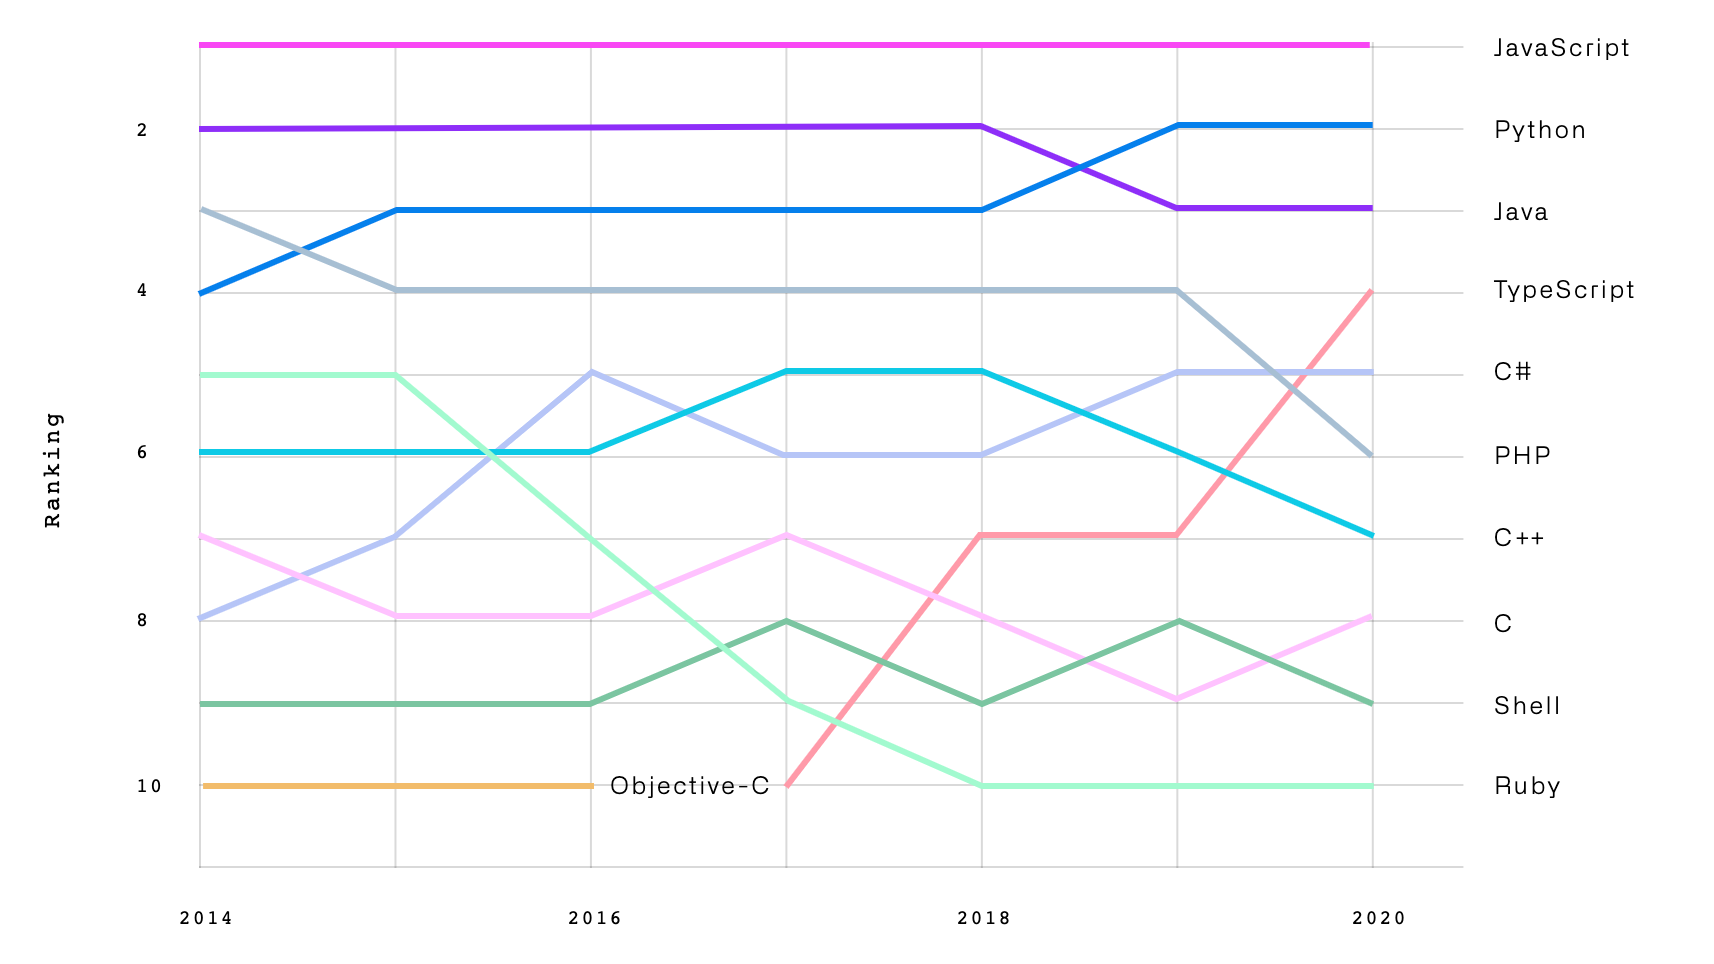 JavaScript
2
Python
Java
4
TypeScript
C#
Ranking
6
PHP
C++
8
C
Shell
10
Objective-C
Ruby
2014
2016
2018
2020